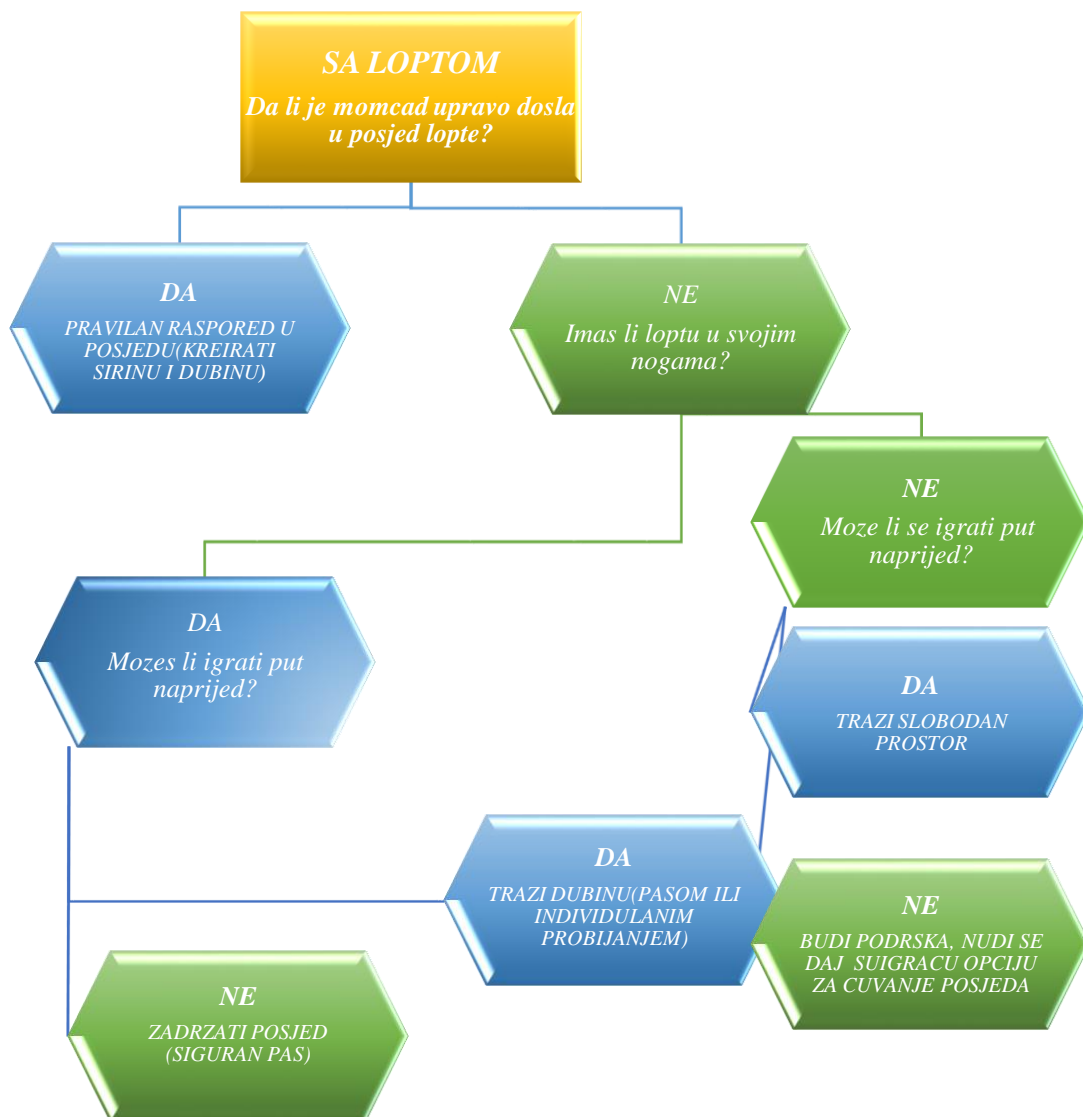 SA LOPTOM
Da li je momcad upravo dosla
u posjed lopte?
DA
PRAVILAN RASPORED U
POSJEDU(KREIRATI
SIRINU I DUBINU)
NE
Imas li loptu u svojim
nogama?
NE
Moze li se igrati put
naprijed?
DA
Mozes li igrati put
naprijed?
DA
TRAZI SLOBODAN
PROSTOR
DA
TRAZI DUBINU(PASOM ILI
INDIVIDULANIM
PROBIJANJEM)
NE
BUDI PODRSKA, NUDI SE
DAJ SUIGRACU OPCIJU
ZA CUVANJE POSJEDA
NE
ZADRZATI POSJED
(SIGURAN PAS)